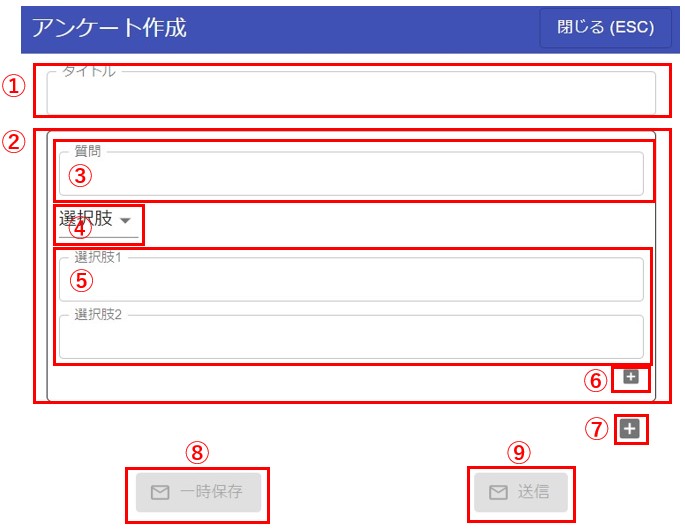 アンケート作成
閉じる (ESC)
① タイトル
②
質問
③
選択肢
④
選択肢1
⑤
選択肢2
⑥
⑦
⑧
⑨
一時保存
送信